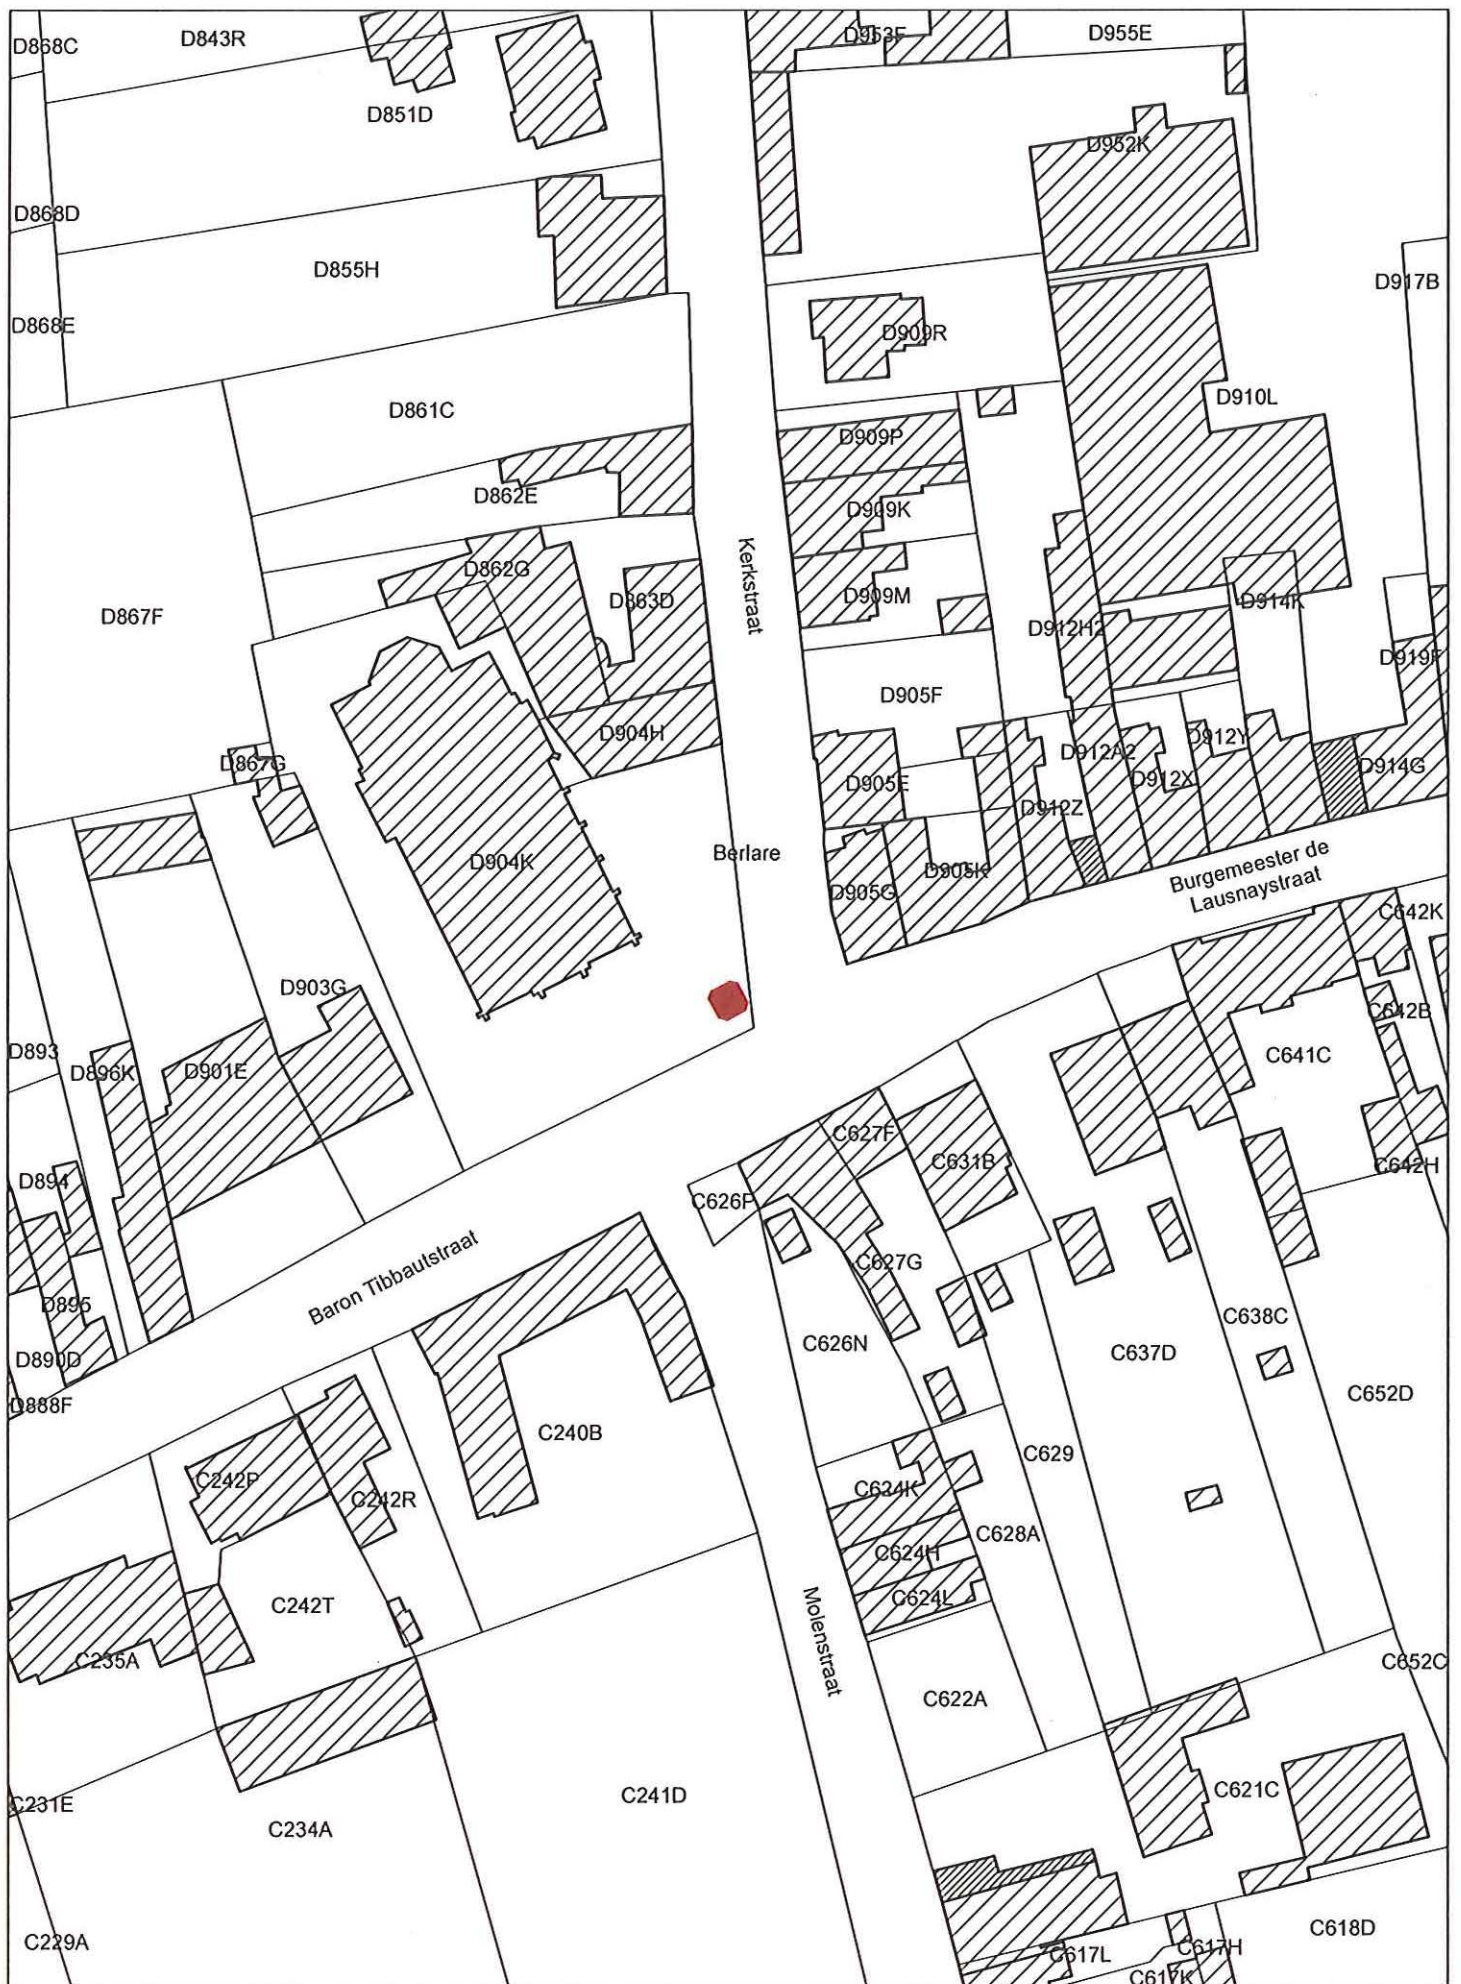 D868C
D843R
D953F
D955E
D851D
D952K
D868D
D855H
D917B
D868E
D909R
D861C
D910L
D909P
D862E
D909K
Kerkstraat
D862G
D863D
D909M
D914K
D867F
D912H2
D919F
D905F
D904H
D912Y
D912A2
D867G
D914G
D905E
D912X
D912Z
Berlare
D904K
D905K
D905G
Burgemeester de
Lausnaystraat
C642K
D903G
C642B
D893
C641C
D896K
D901E
C627F
C631B
C642H
D894
C626P
C627G
Baron Tibbautstraat
D895
C638C
C626N
C637D
D890D
C652D
D888F
C240B
C629
C242P
C624K
C242R
C628A
C624H
C624L
C242T
Molenstraat
C235A
C652C
C622A
C621C
C241D
C231E
C234A
C618D
C229A
C617L
C617H
C617K